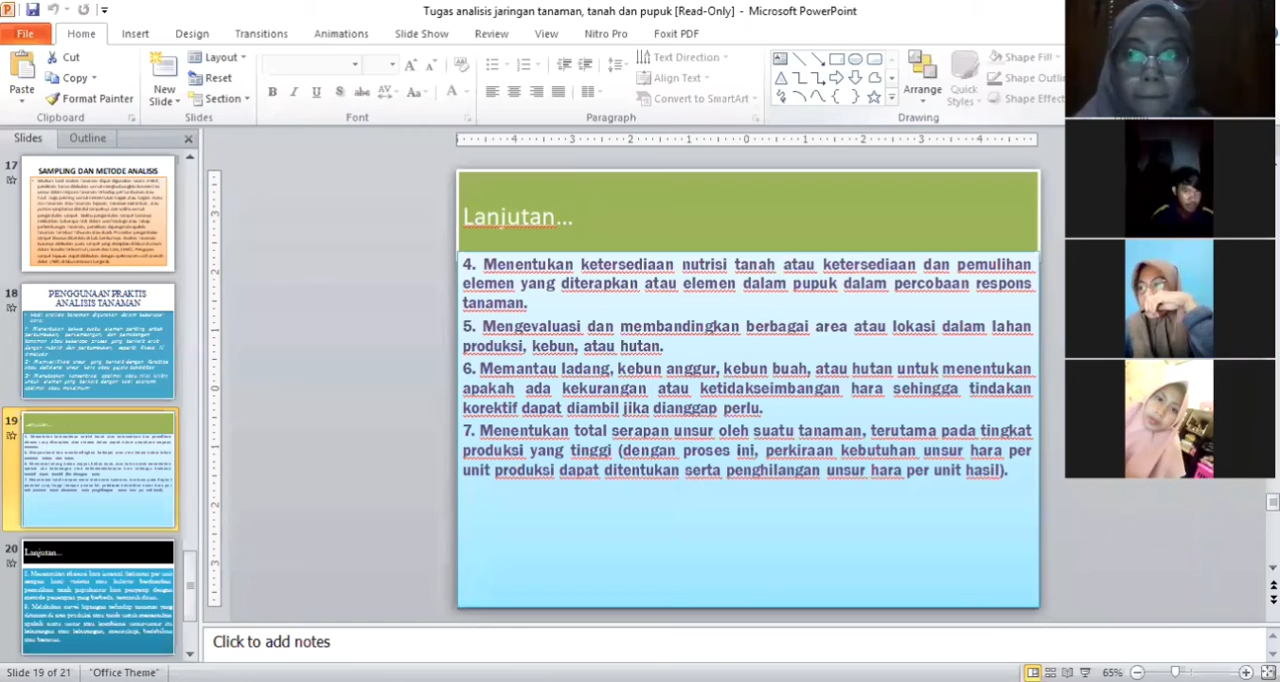 Tugas analisis jaringan tanaman, tanah dan pupuk [Read-Only] - Microsoft PowerPoint
File Home Insert Design Transitions Animations Slide Show Review View Nitro Pro Foxit PDF
Paste
Cut
Copy
Format Painter
Clipboard
New Slide
Layout
Reset
Section
Slides
Font
Text Direction
Align Text
Convert to SmartArt
Paragraph
Arrange
Quick Styles
Shape Fill
Shape Outli
Shape Effec
Drawing
Slides Outline
17
SAMPLING DAN METODE ANALISIS
18
PENGGUNAAN PRAKTIS
ANALISIS TANAMAN
19
20
Lanjutan...
Lanjutan...
4. Menentukan ketersediaan nutrisi tanah atau ketersediaan dan pemulihan
elemen yang diterapkan atau elemen dalam pupuk dalam percobaan respons
tanaman.
5. Mengevaluasi dan membandingkan berbagai area atau lokasi dalam lahan
produksi, kebun, atau hutan.
6. Memantau ladang, kebun anggur, kebun buah, atau hutan untuk menentukan
apakah ada kekurangan atau ketidakseimbangan hara sehingga tindakan
korektif dapat diambil jika dianggap perlu.
7. Menentukan total serapan unsur oleh suatu tanaman, terutama pada tingkat
produksi yang tinggi (dengan proses ini, perkiraan kebutuhan unsur hara per
unit produksi dapat ditentukan serta penghilangan unsur hara per unit hasil).
Click to add notes
Slide 19 of 21 "Office Theme" 65%